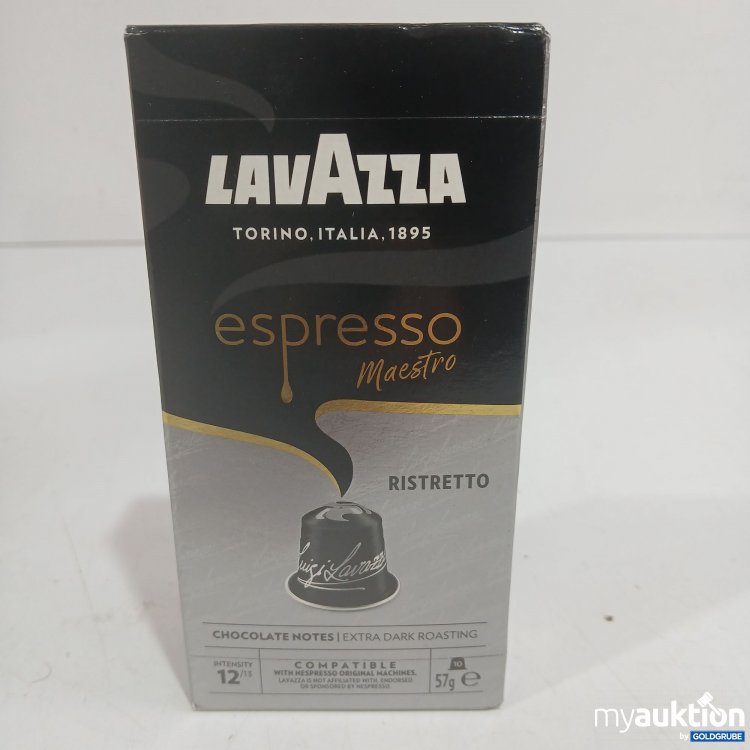 LAVAZZA
TORINO, ITALIA, 1895
espresso
Maestro
RISTRETTO
Luigi Lavazza
CHOCOLATE NOTES | EXTRA DARK ROASTING
INTENSITY
12/13
COMPATIBLE
WITH NESPRESSO ORIGINAL MACHINES.
LAVAZZA IS NOT AFFILIATED WITH, ENDORSED
OR SPONSORED BY NESPRESSO
10
57g e
myauktion
by GOLDGRUBE